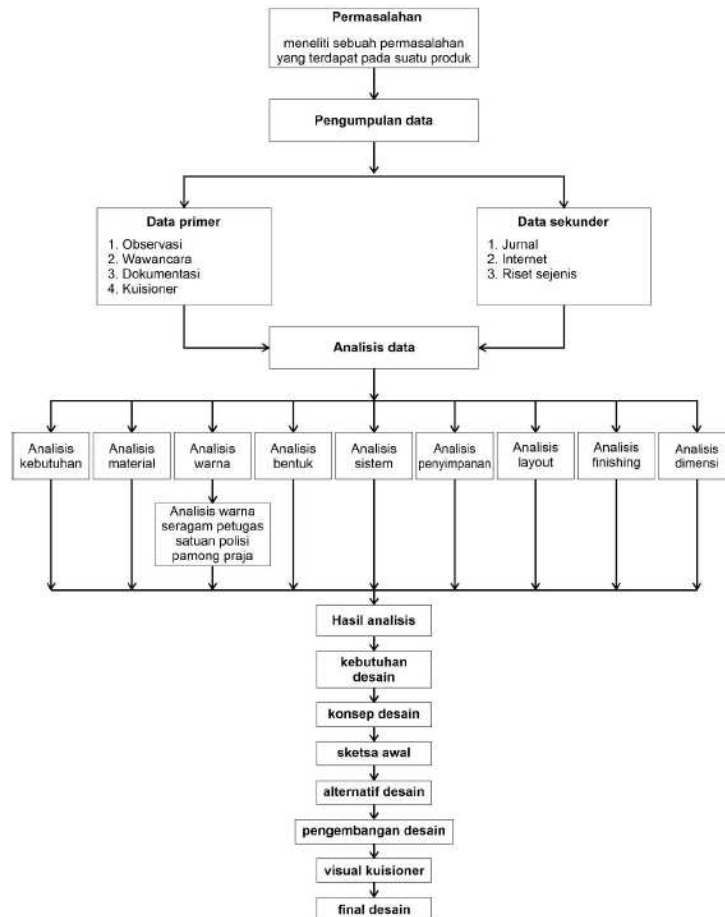 Permasalahan
meneliti sebuah permasalahan
yang terdapat pada suatu produk
Pengumpulan data
Data primer
1. Observasi
2. Wawancara
3. Dokumentasi
4. Kuisioner
Data sekunder
1. Jurnal
2. Internet
3. Riset sejenis
Analisis data
Analisis
kebutuhan
Analisis
material
Analisis
warna
Analisis
bentuk
Analisis
sistem
Analisis
penyimpanan
Analisis
layout
Analisis
finishing
Analisis
dimensi
Analisis warna
seragam petugas
satuan polisi
pamong praja
Hasil analisis
kebutuhan
desain
konsep desain
sketsa awal
alternatif desain
pengembangan desain
visual kuisioner
final desain